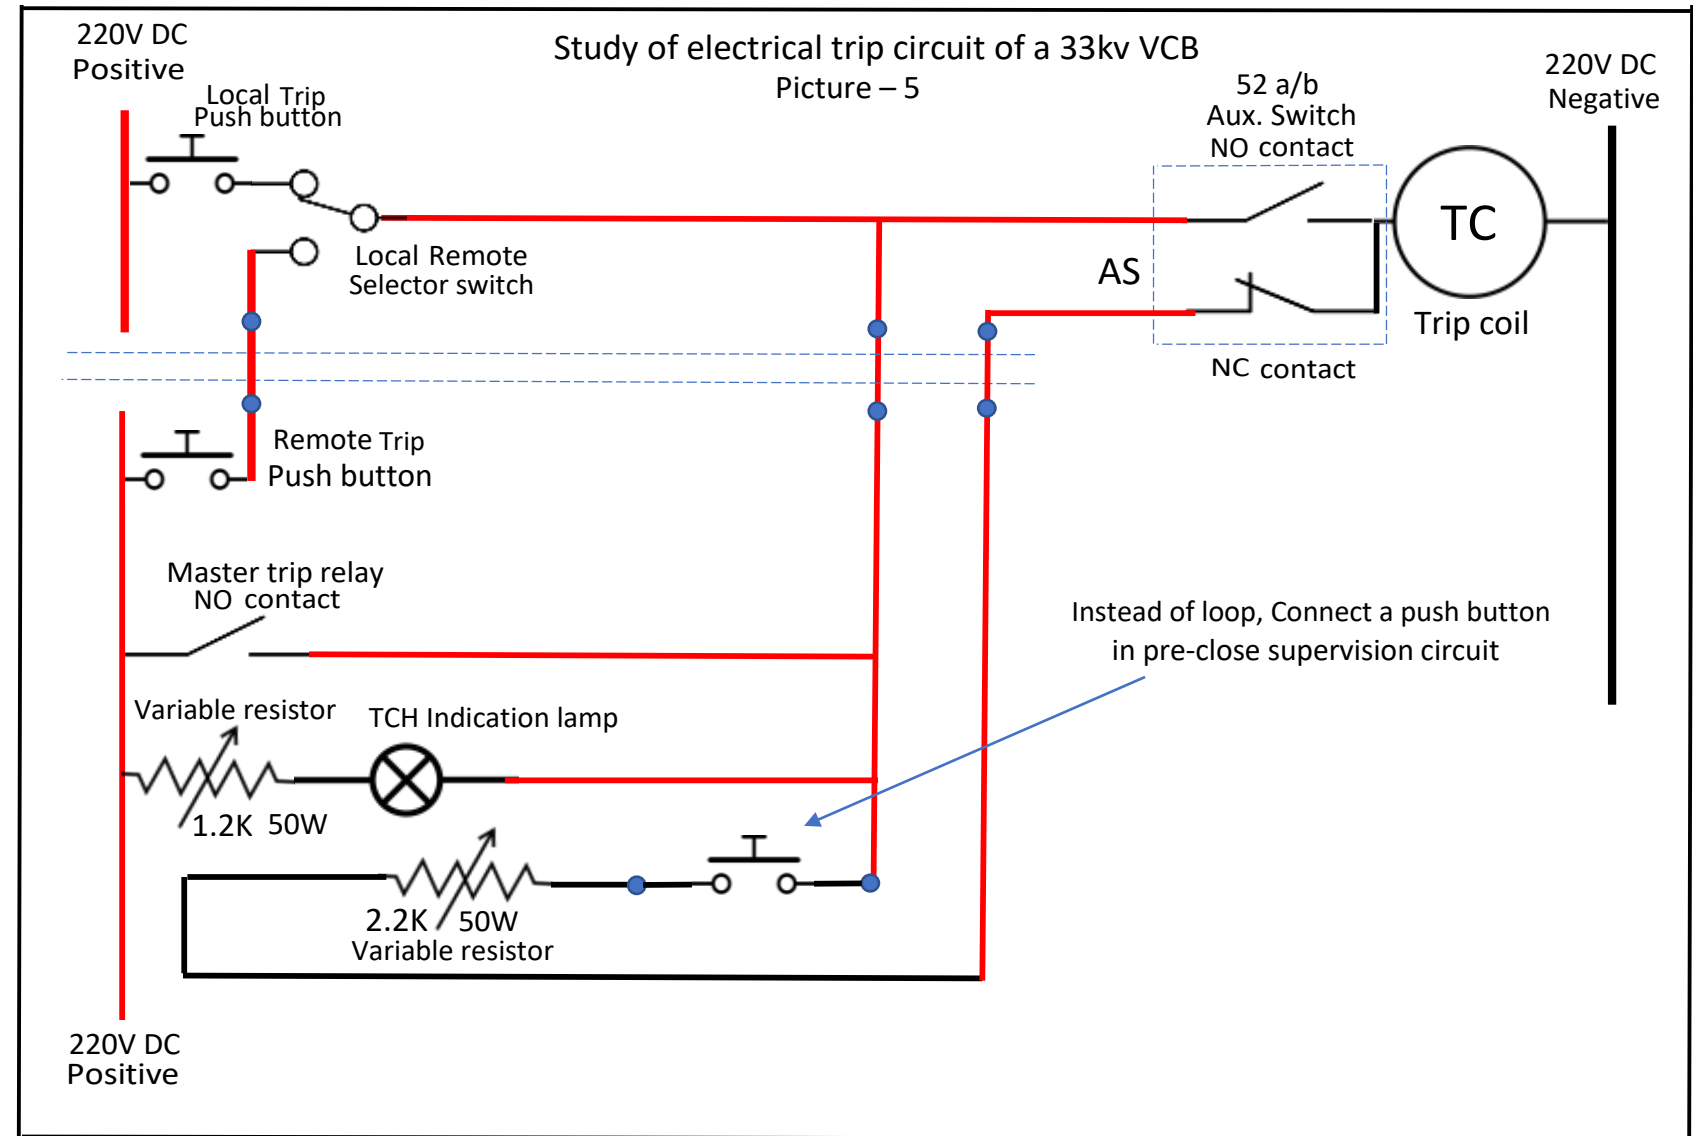 220V DC
Positive
Study of electrical trip circuit of a 33kv VCB
Picture – 5
220V DC
Negative
52 a/b
Aux. Switch
NO contact
Local Trip
Push button
TC
Local Remote
Selector switch
AS
Trip coil
NC contact
Remote Trip
Push button
Master trip relay
NO contact
Instead of loop, Connect a push button
in pre-close supervision circuit
Variable resistor
TCH Indication lamp
1.2K 50W
2.2K 50W
Variable resistor
220V DC
Positive